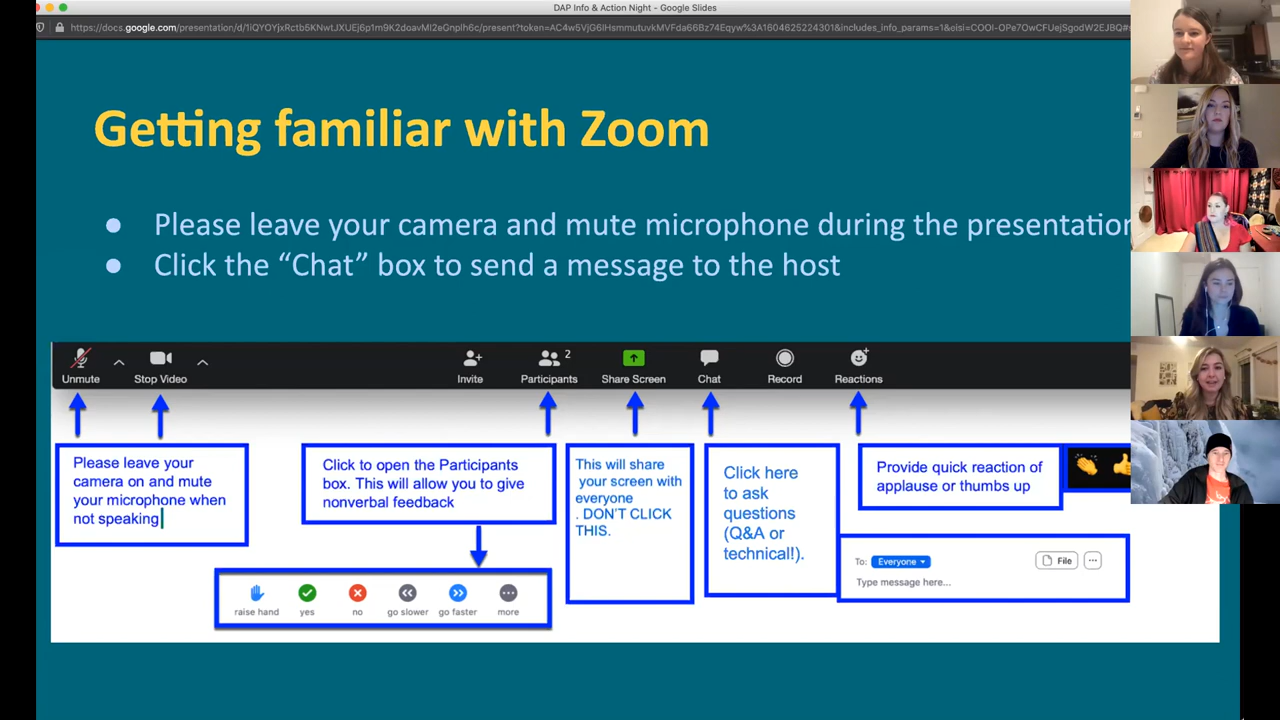 DAP Info & Action Night - Google Slides
Getting familiar with Zoom
● Please leave your camera and mute microphone during the presentation
● Click the “Chat” box to send a message to the host
Unmute
Stop Video
Invite
Participants
2
Share Screen
Chat
Record
Reactions
Please leave your
camera on and mute
your microphone when
not speaking
Click to open the Participants
box. This will allow you to give
nonverbal feedback
This will share
your screen with
everyone
. DON'T CLICK
THIS.
Click here
to ask
questions
(Q&A or
technical!).
Provide quick reaction of
applause or thumbs up
raise hand
yes
no
go slower
go faster
more
To: Everyone
File
Type message here...